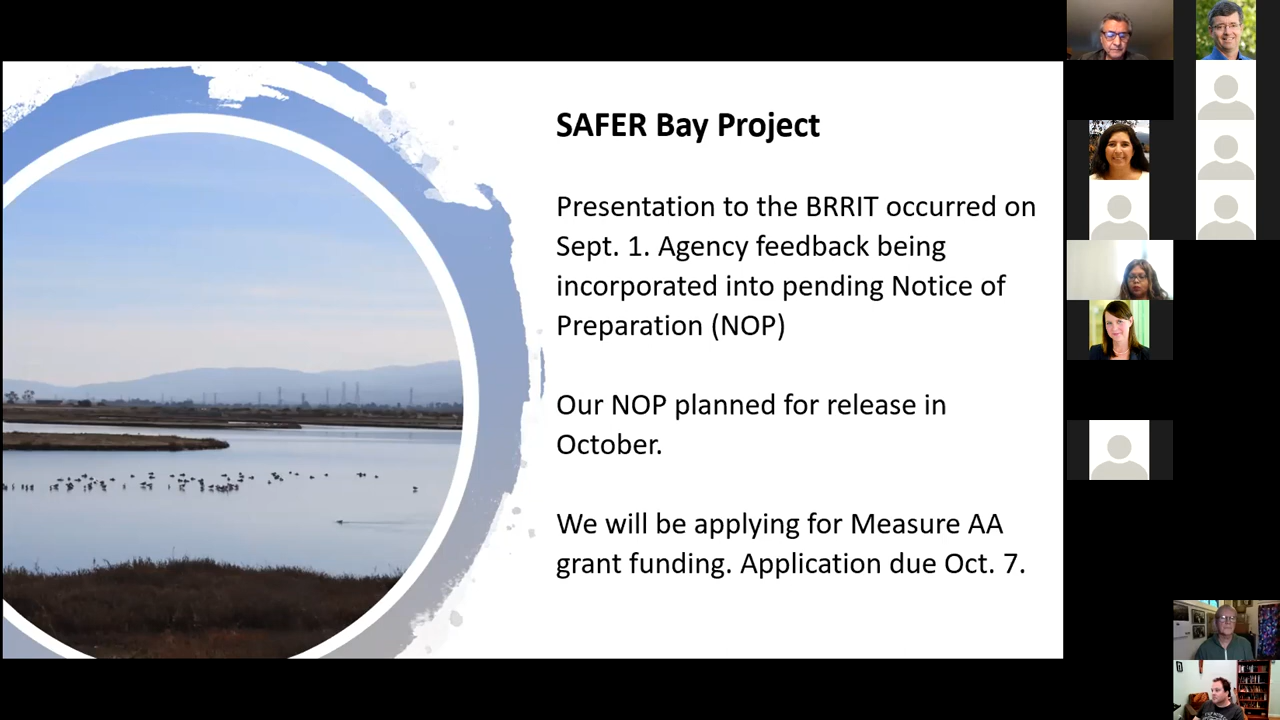 SAFER Bay Project
Presentation to the BRRIT occurred on
Sept. 1. Agency feedback being
incorporated into pending Notice of
Preparation (NOP)
Our NOP planned for release in
October.
We will be applying for Measure AA
grant funding. Application due Oct. 7.